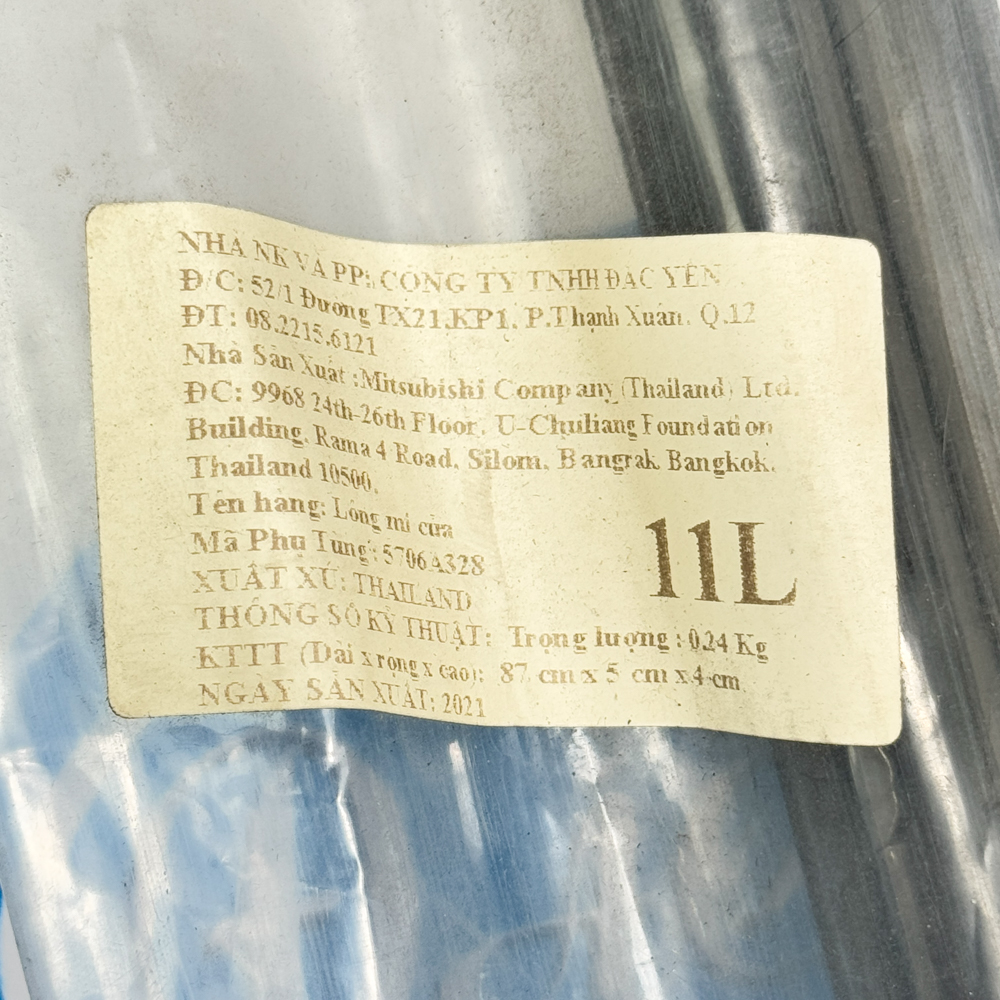 NHÀ NK VÀ PP: CÔNG TY TNHH ĐẶC YÊN
Đ/C: 52/1 Đường TX21.KP1. P.Thạnh Xuân. Q.12
ĐT: 08.2215.6121
Nhà Sản Xuất :Mitsubishi Company (Thailand) Ltd.
ĐC: 9968 24th-26th Floor, U-Chuliang Foundation
Building, Rama 4 Road, Silom, Bangrak Bangkok.
Thailand 10500.
Tên hàng: Lông mi cửa
Mã Phụ Tùng: 5706A328
11L
XUẤT XỨ: THAILAND
THÔNG SỐ KỸ THUẬT: Trọng lượng : 0.24 Kg
KTTT (Dài x rộng x cao): 87 cm x 5 cm x 4 cm
NGÀY SẢN XUẤT: 2021